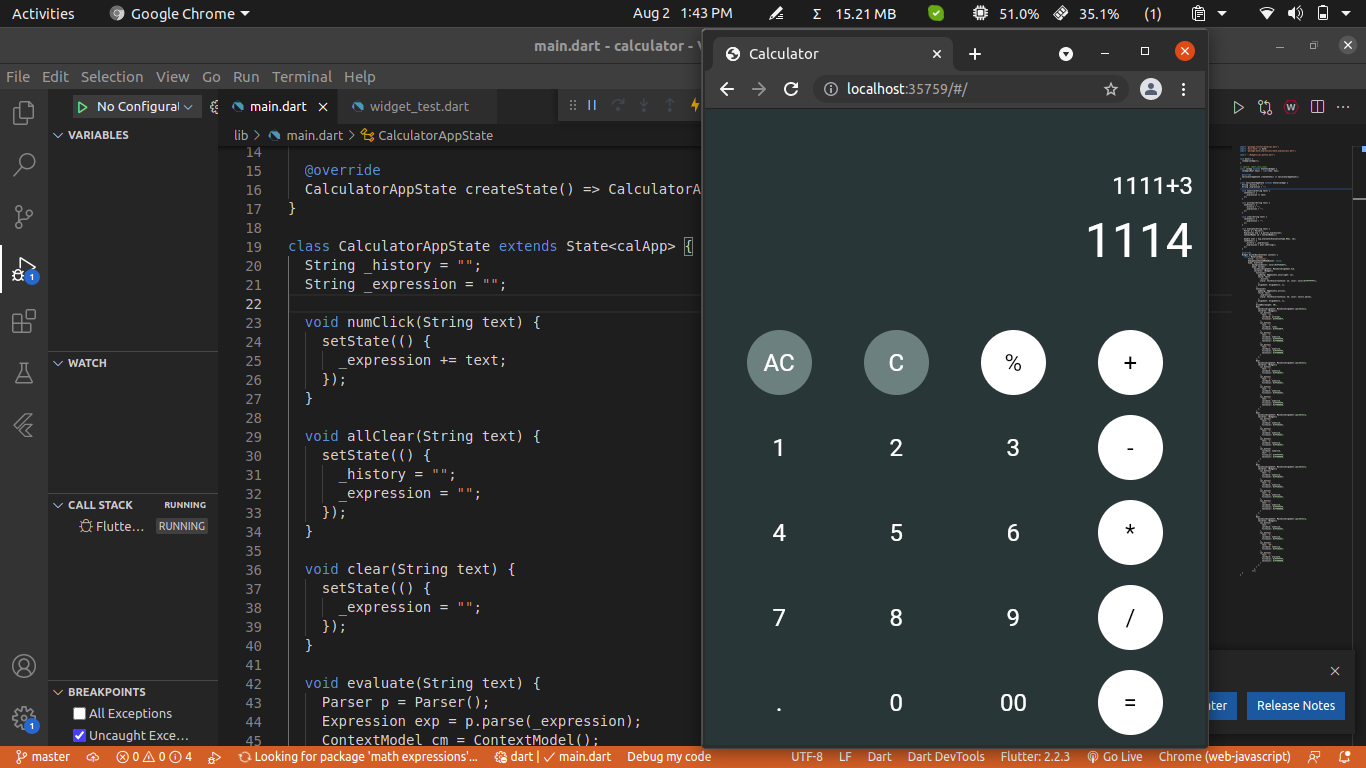 Activities Google Chrome Aug 2 1:43 PM Σ 15.21 MB 51.0% 35.1% (1)
main.dart - calculator - V
File Edit Selection View Go Run Terminal Help
Calculator
localhost:35759/#/
No Configura main.dart widget_test.dart
VARIABLES
lib > main.dart > CalculatorAppState
14
15 @override
16 CalculatorAppState createState() => CalculatorA
17 }
18
19 class CalculatorAppState extends State<calApp> {
20 String _history = "";
21 String _expression = "";
22
23 void numClick(String text) {
24 setState(() {
25 _expression += text;
26 });
27 }
28
29 void allClear(String text) {
30 setState(() {
31 _history = "";
32 _expression = "";
33 });
34 }
35
36 void clear(String text) {
37 setState(() {
38 _expression = "";
39 });
40 }
41
42 void evaluate(String text) {
43 Parser p = Parser();
44 Expression exp = p.parse(_expression);
45 ContextModel cm = ContextModel();
WATCH
CALL STACK RUNNING
Flutte... RUNNING
BREAKPOINTS
All Exceptions
Uncaught Exce...
1
1
W
1111+3
1114
AC C % +
1 2 3 -
4 5 6 *
7 8 9 /
. 0 00 =
Release Notes
master 0 0 4 Looking for package 'math expressions'... dart | ✓ main.dart Debug my code UTF-8 LF Dart Dart DevTools Flutter: 2.2.3 Go Live Chrome (web-javascript)